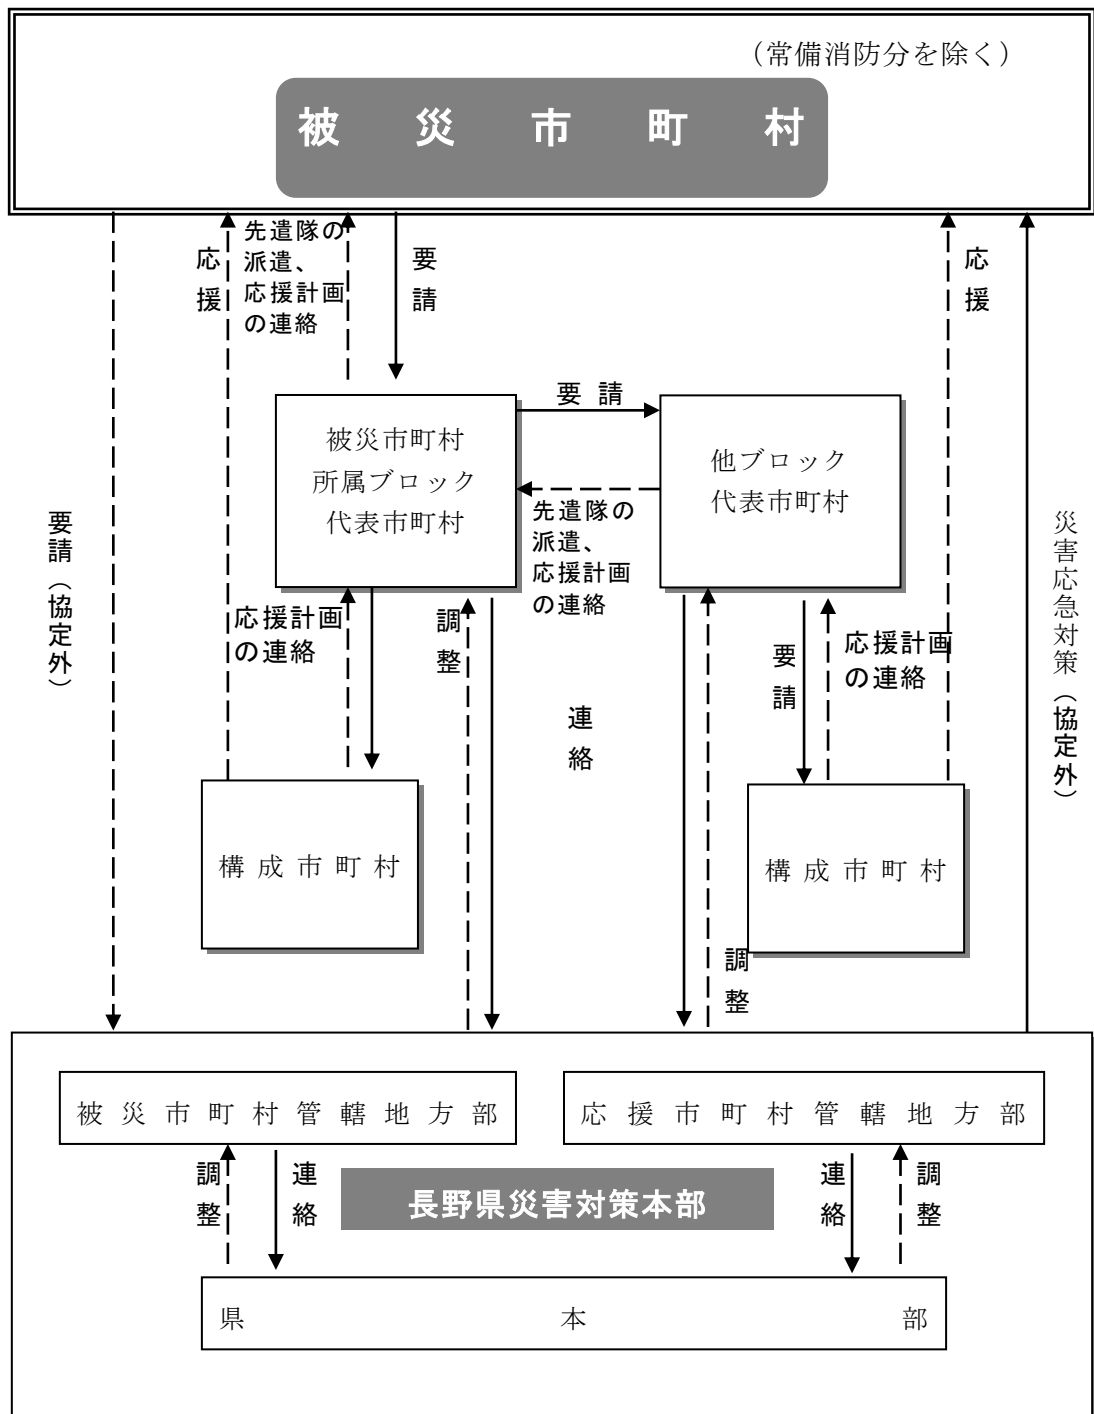 （常備消防分を除く）
被災市町村
応援
先遣隊の
派遣、
応援計画
の連絡
要請
応援
要請
被災市町村
所属ブロック
代表市町村
他ブロック
代表市町村
先遣隊の
派遣、
応援計画
の連絡
要請（協定外）
災害応急対策（協定外）
応援計画
の連絡
調整
連絡
要請
応援計画
の連絡
構成市町村
構成市町村
調整
被災市町村管轄地方部
応援市町村管轄地方部
調整
連絡
長野県災害対策本部
連絡
調整
県本部